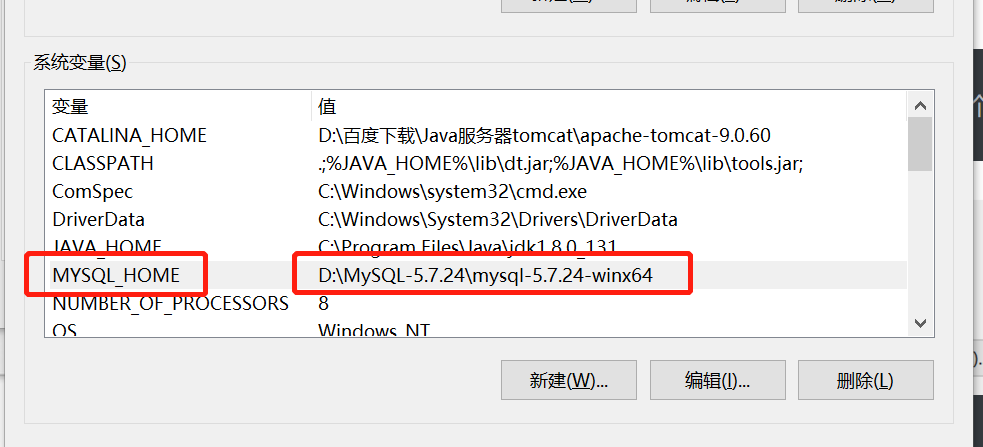 系统变量(S)
变量 值
CATALINA_HOME D:\百度下载\Java服务器tomcat\apache-tomcat-9.0.60
CLASSPATH .;%JAVA_HOME%\lib\dt.jar;%JAVA_HOME%\lib\tools.jar;
ComSpec C:\Windows\system32\cmd.exe
DriverData C:\Windows\System32\Drivers\DriverData
JAVA_HOME C:\Program Files\Java\jdk1.8.0_131
MYSQL_HOME D:\MySQL-5.7.24\mysql-5.7.24-winx64
NUMBER_OF_PROCESSORS 8
OS Windows_NT
新建(W)... 编辑(I)... 删除(L)